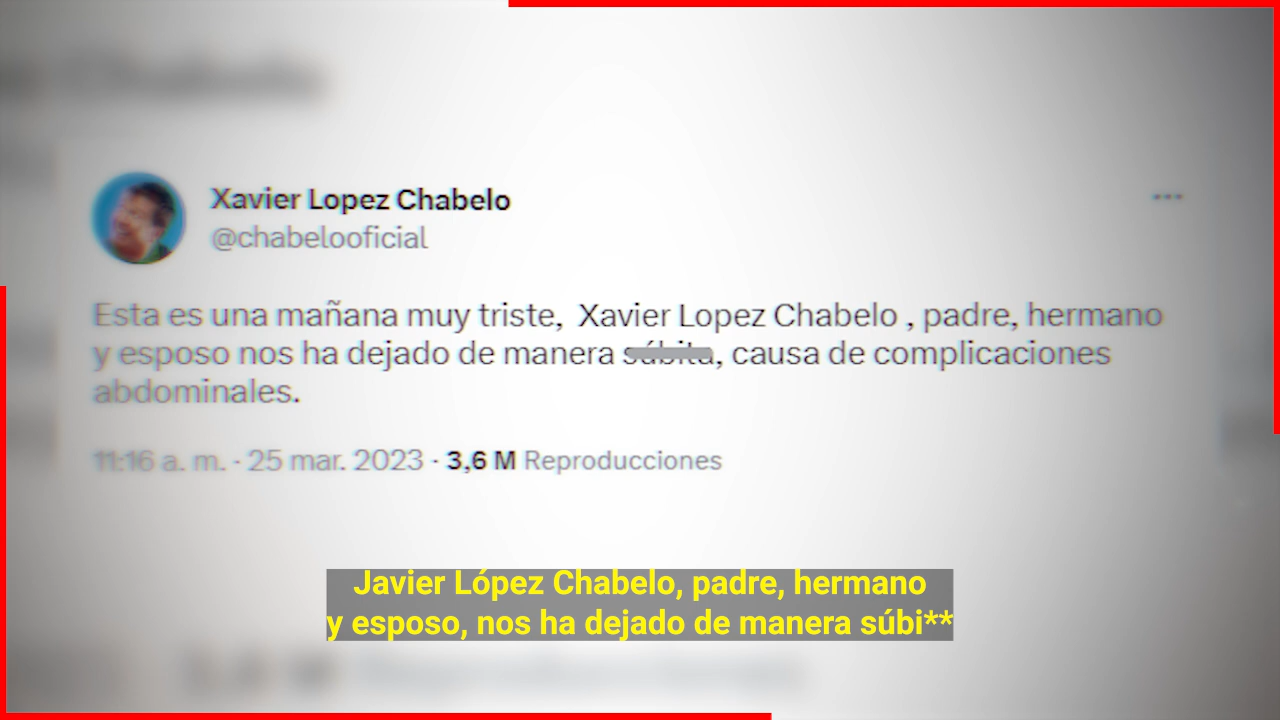 Xavier Lopez Chabelo
@chabelooficial
Esta es una mañana muy triste, Xavier Lopez Chabelo , padre, hermano
y esposo nos ha dejado de manera súbita, causa de complicaciones
abdominales.
11:16 a. m. · 25 mar. 2023 · 3,6 M Reproducciones
Javier López Chabelo, padre, hermano
y esposo, nos ha dejado de manera súbi**